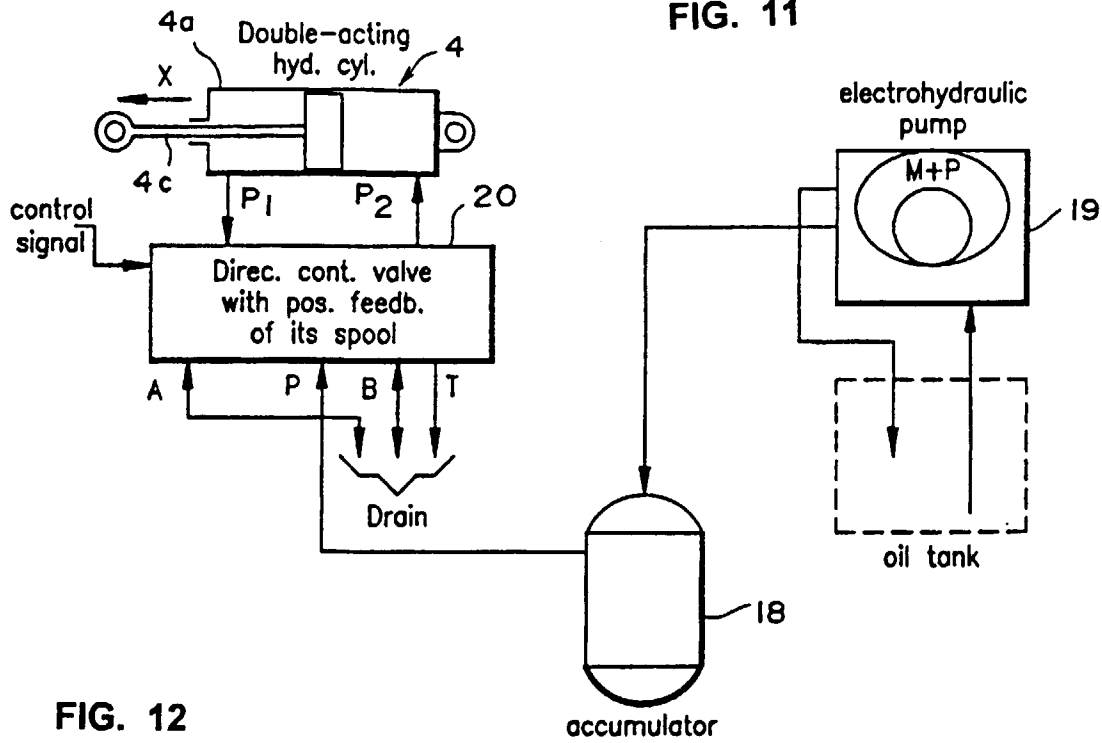 FIG. 11
4a
Double-acting
hyd. cyl.
4
X
4c
P1
P2
20
control
signal
Direc. cont. valve
with pos. feedb.
of its spool
A
P
B
T
Drain
electrohydraulic
pump
M+P
19
oil tank
18
accumulator
FIG. 12